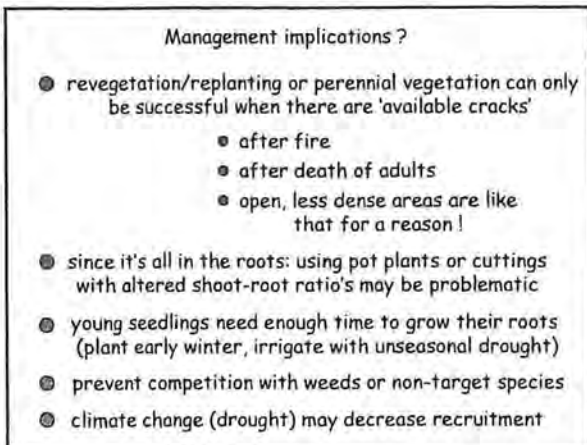 Management implications ?
revegetation/replanting or perennial vegetation can only
be successful when there are 'available cracks'
after fire
after death of adults
open, less dense areas are like
that for a reason !
since it's all in the roots: using pot plants or cuttings
with altered shoot-root ratio's may be problematic
young seedlings need enough time to grow their roots
(plant early winter, irrigate with unseasonal drought)
prevent competition with weeds or non-target species
climate change (drought) may decrease recruitment